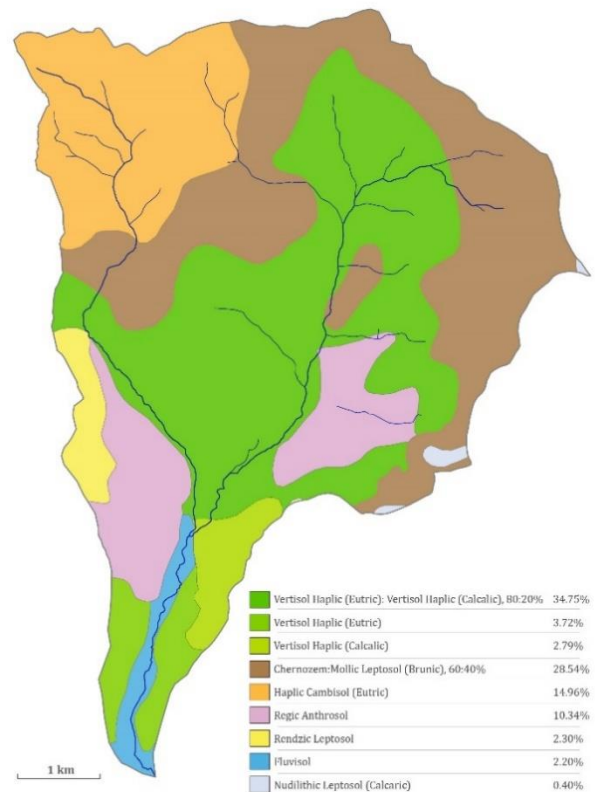 Vertisol Haplic (Eutric): Vertisol Haplic (Calcalic), 80:20% 34.75%
Vertisol Haplic (Eutric) 3.72%
Vertisol Haplic (Calcalic) 2.79%
Chernozem:Mollic Leptosol (Brunic), 60:40% 28.54%
Haplic Cambisol (Eutric) 14.96%
Regic Anthrosol 10.34%
Rendzic Leptosol 2.30%
Fluvisol 2.20%
1 km
Nudilithic Leptosol (Calcaric) 0.40%